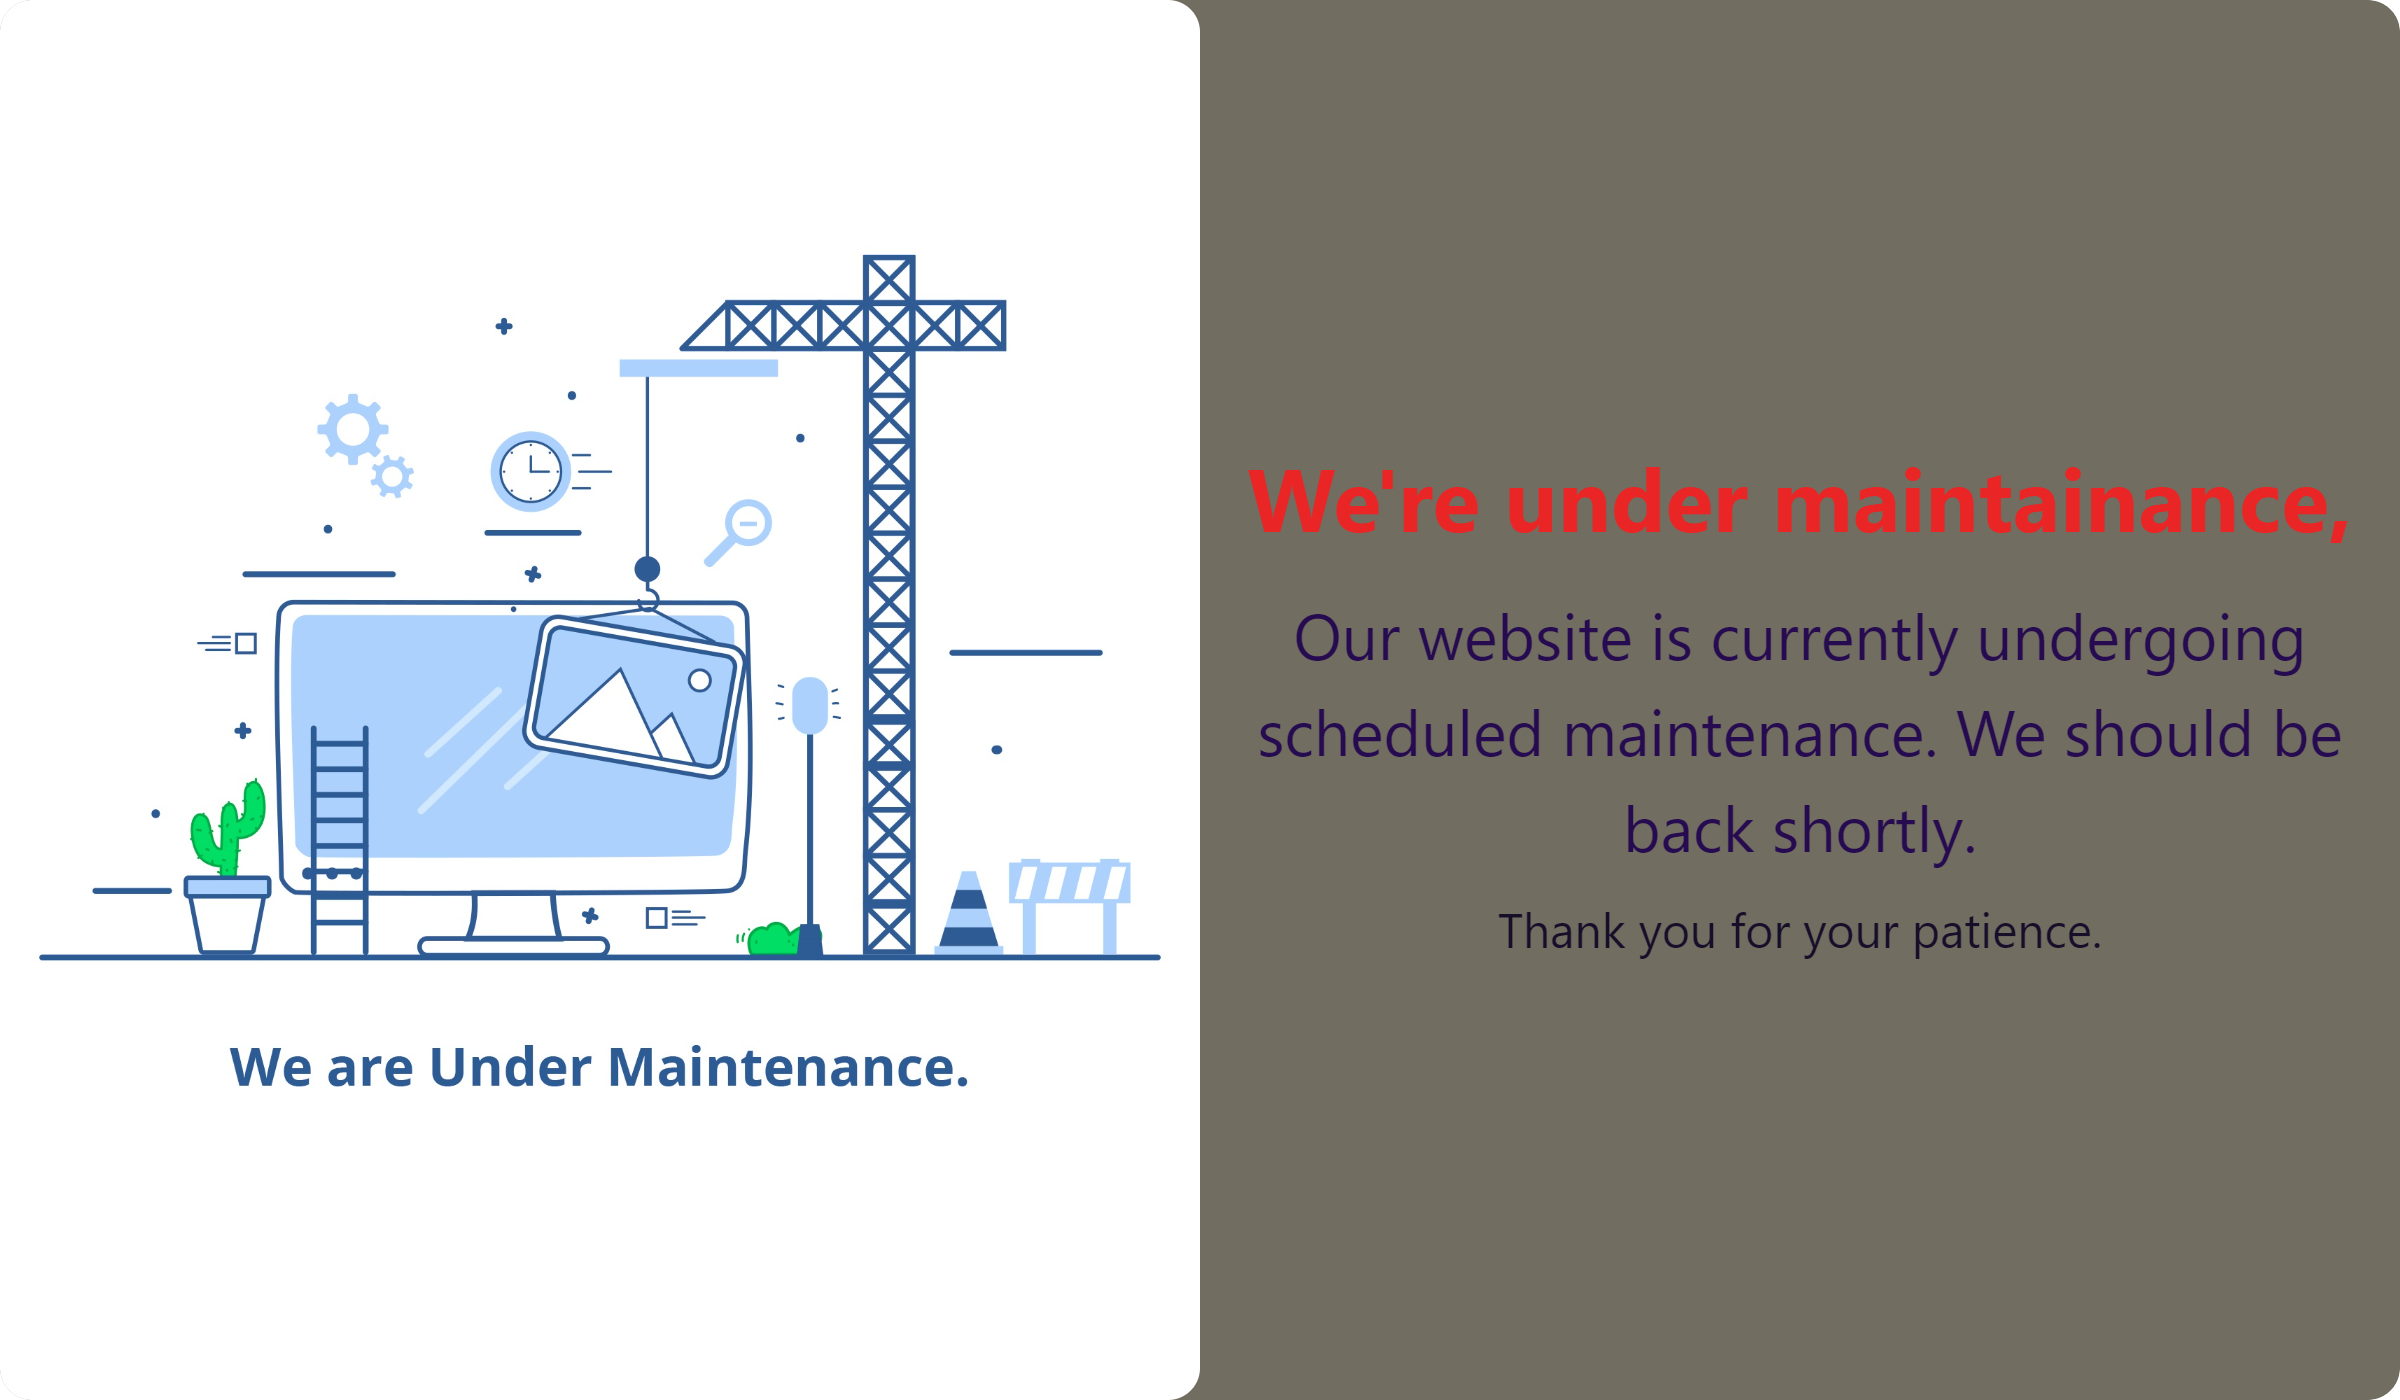 We are Under Maintenance.
We're under maintainance,
Our website is currently undergoing
scheduled maintenance. We should be
back shortly.
Thank you for your patience.